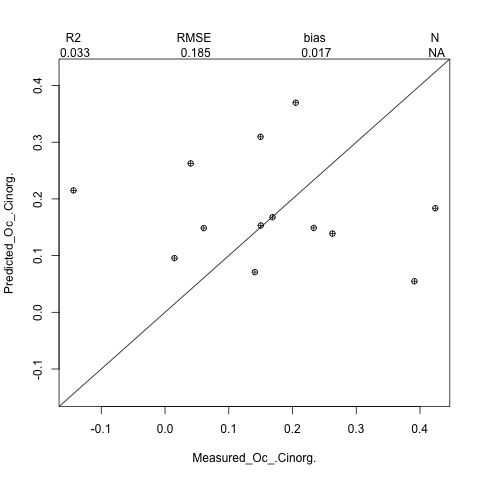 R2 RMSE bias N
0.033 0.185 0.017 NA
0.4
0.3
0.2
0.1
0.0
-0.1
Predicted_Oc_.Cinorg.
-0.1 0.0 0.1 0.2 0.3 0.4
Measured_Oc_.Cinorg.